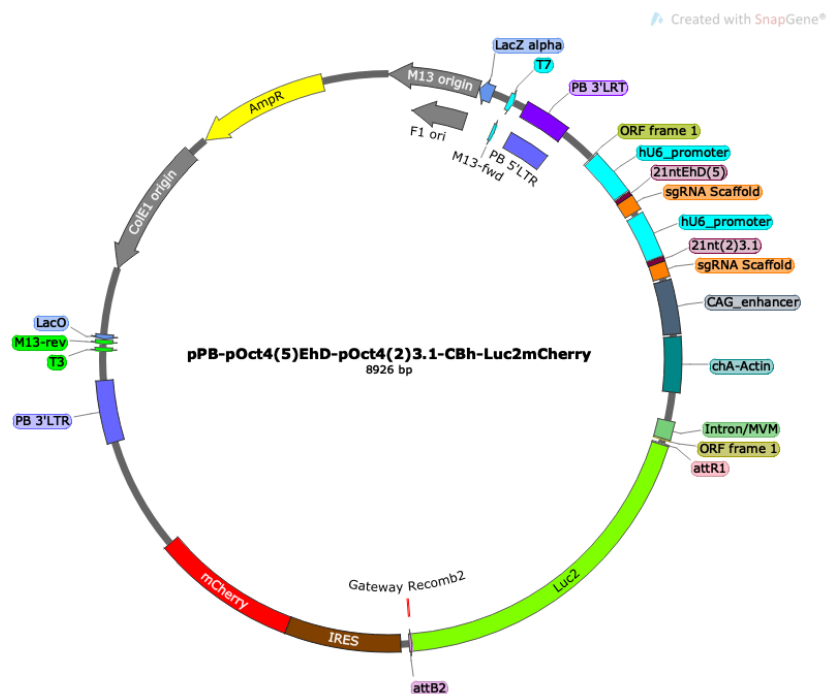 Created with SnapGene®
LacZ alpha
T7
M13 origin
PB 3'LRT
AmpR
F1 ori
M13-fwd
PB 5'LTR
ORF frame 1
hU6_promoter
21ntEhD(5)
sgRNA Scaffold
ColE1 origin
hU6_promoter
21nt(2)3.1
sgRNA Scaffold
CAG_enhancer
LacO
M13-rev
T3
pPB-pOct4(5)EhD-pOct4(2)3.1-CBh-Luc2mCherry
8926 bp
chA-Actin
PB 3'LTR
Intron/MVM
ORF frame 1
attR1
Gateway Recomb2
Luc2
mCherry
IRES
attB2